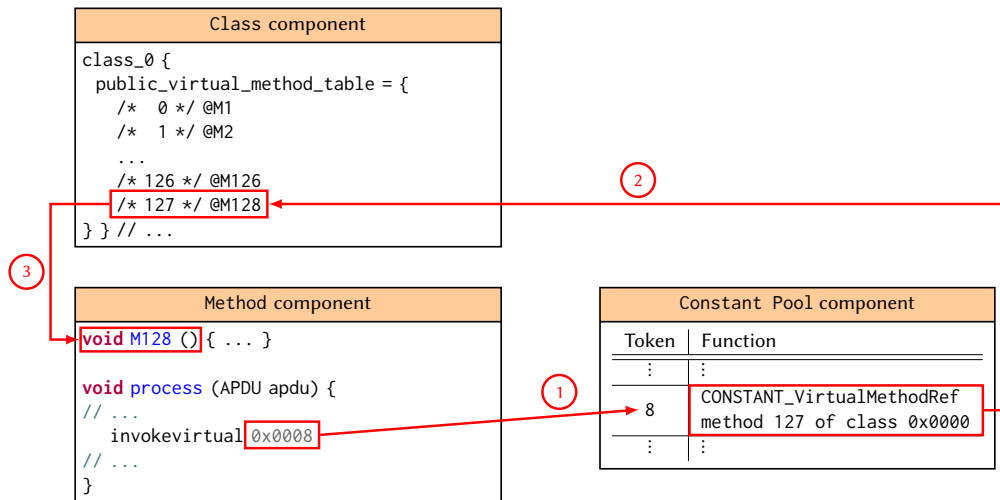 Class component
class_0 {
public_virtual_method_table = {
/* 0 */ @M1
/* 1 */ @M2
...
/* 126 */ @M126
/* 127 */ @M128
} } // ...
2
3
Method component
void M128 () { ... }
void process (APDU apdu) {
// ...
invokevirtual 0x0008
// ...
}
1
Constant Pool component
Token Function
⋮ ⋮
8 CONSTANT_VirtualMethodRef
method 127 of class 0x0000
⋮ ⋮